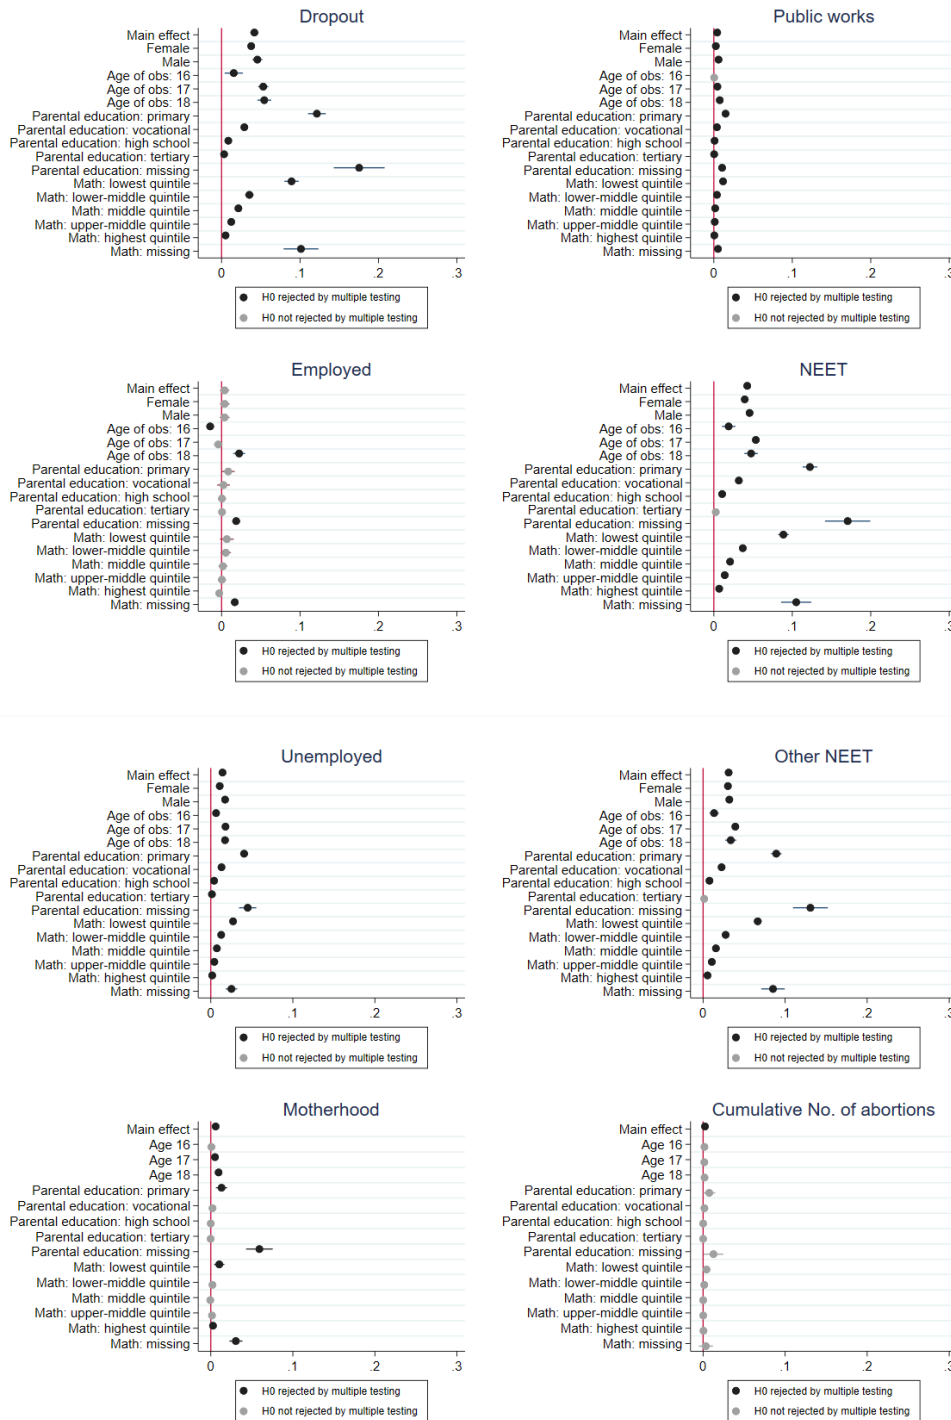 Dropout
Main effect
Female
Male
Age of obs: 16
Age of obs: 17
Age of obs: 18
Parental education: primary
Parental education: vocational
Parental education: high school
Parental education: tertiary
Parental education: missing
Math: lowest quintile
Math: lower-middle quintile
Math: middle quintile
Math: upper-middle quintile
Math: highest quintile
Math: missing
0 .1 .2 .3
H0 rejected by multiple testing
H0 not rejected by multiple testing
Public works
Main effect
Female
Male
Age of obs: 16
Age of obs: 17
Age of obs: 18
Parental education: primary
Parental education: vocational
Parental education: high school
Parental education: tertiary
Parental education: missing
Math: lowest quintile
Math: lower-middle quintile
Math: middle quintile
Math: upper-middle quintile
Math: highest quintile
Math: missing
0 .1 .2 .3
H0 rejected by multiple testing
H0 not rejected by multiple testing
Employed
Main effect
Female
Male
Age of obs: 16
Age of obs: 17
Age of obs: 18
Parental education: primary
Parental education: vocational
Parental education: high school
Parental education: tertiary
Parental education: missing
Math: lowest quintile
Math: lower-middle quintile
Math: middle quintile
Math: upper-middle quintile
Math: highest quintile
Math: missing
0 .1 .2 .3
H0 rejected by multiple testing
H0 not rejected by multiple testing
NEET
Main effect
Female
Male
Age of obs: 16
Age of obs: 17
Age of obs: 18
Parental education: primary
Parental education: vocational
Parental education: high school
Parental education: tertiary
Parental education: missing
Math: lowest quintile
Math: lower-middle quintile
Math: middle quintile
Math: upper-middle quintile
Math: highest quintile
Math: missing
0 .1 .2 .3
H0 rejected by multiple testing
H0 not rejected by multiple testing
Unemployed
Main effect
Female
Male
Age of obs: 16
Age of obs: 17
Age of obs: 18
Parental education: primary
Parental education: vocational
Parental education: high school
Parental education: tertiary
Parental education: missing
Math: lowest quintile
Math: lower-middle quintile
Math: middle quintile
Math: upper-middle quintile
Math: highest quintile
Math: missing
0 .1 .2 .3
H0 rejected by multiple testing
H0 not rejected by multiple testing
Other NEET
Main effect
Female
Male
Age of obs: 16
Age of obs: 17
Age of obs: 18
Parental education: primary
Parental education: vocational
Parental education: high school
Parental education: tertiary
Parental education: missing
Math: lowest quintile
Math: lower-middle quintile
Math: middle quintile
Math: upper-middle quintile
Math: highest quintile
Math: missing
0 .1 .2 .3
H0 rejected by multiple testing
H0 not rejected by multiple testing
Motherhood
Main effect
Age 16
Age 17
Age 18
Parental education: primary
Parental education: vocational
Parental education: high school
Parental education: tertiary
Parental education: missing
Math: lowest quintile
Math: lower-middle quintile
Math: middle quintile
Math: upper-middle quintile
Math: highest quintile
Math: missing
0 .1 .2 .3
H0 rejected by multiple testing
H0 not rejected by multiple testing
Cumulative No. of abortions
Main effect
Age 16
Age 17
Age 18
Parental education: primary
Parental education: vocational
Parental education: high school
Parental education: tertiary
Parental education: missing
Math: lowest quintile
Math: lower-middle quintile
Math: middle quintile
Math: upper-middle quintile
Math: highest quintile
Math: missing
0 .1 .2 .3
H0 rejected by multiple testing
H0 not rejected by multiple testing